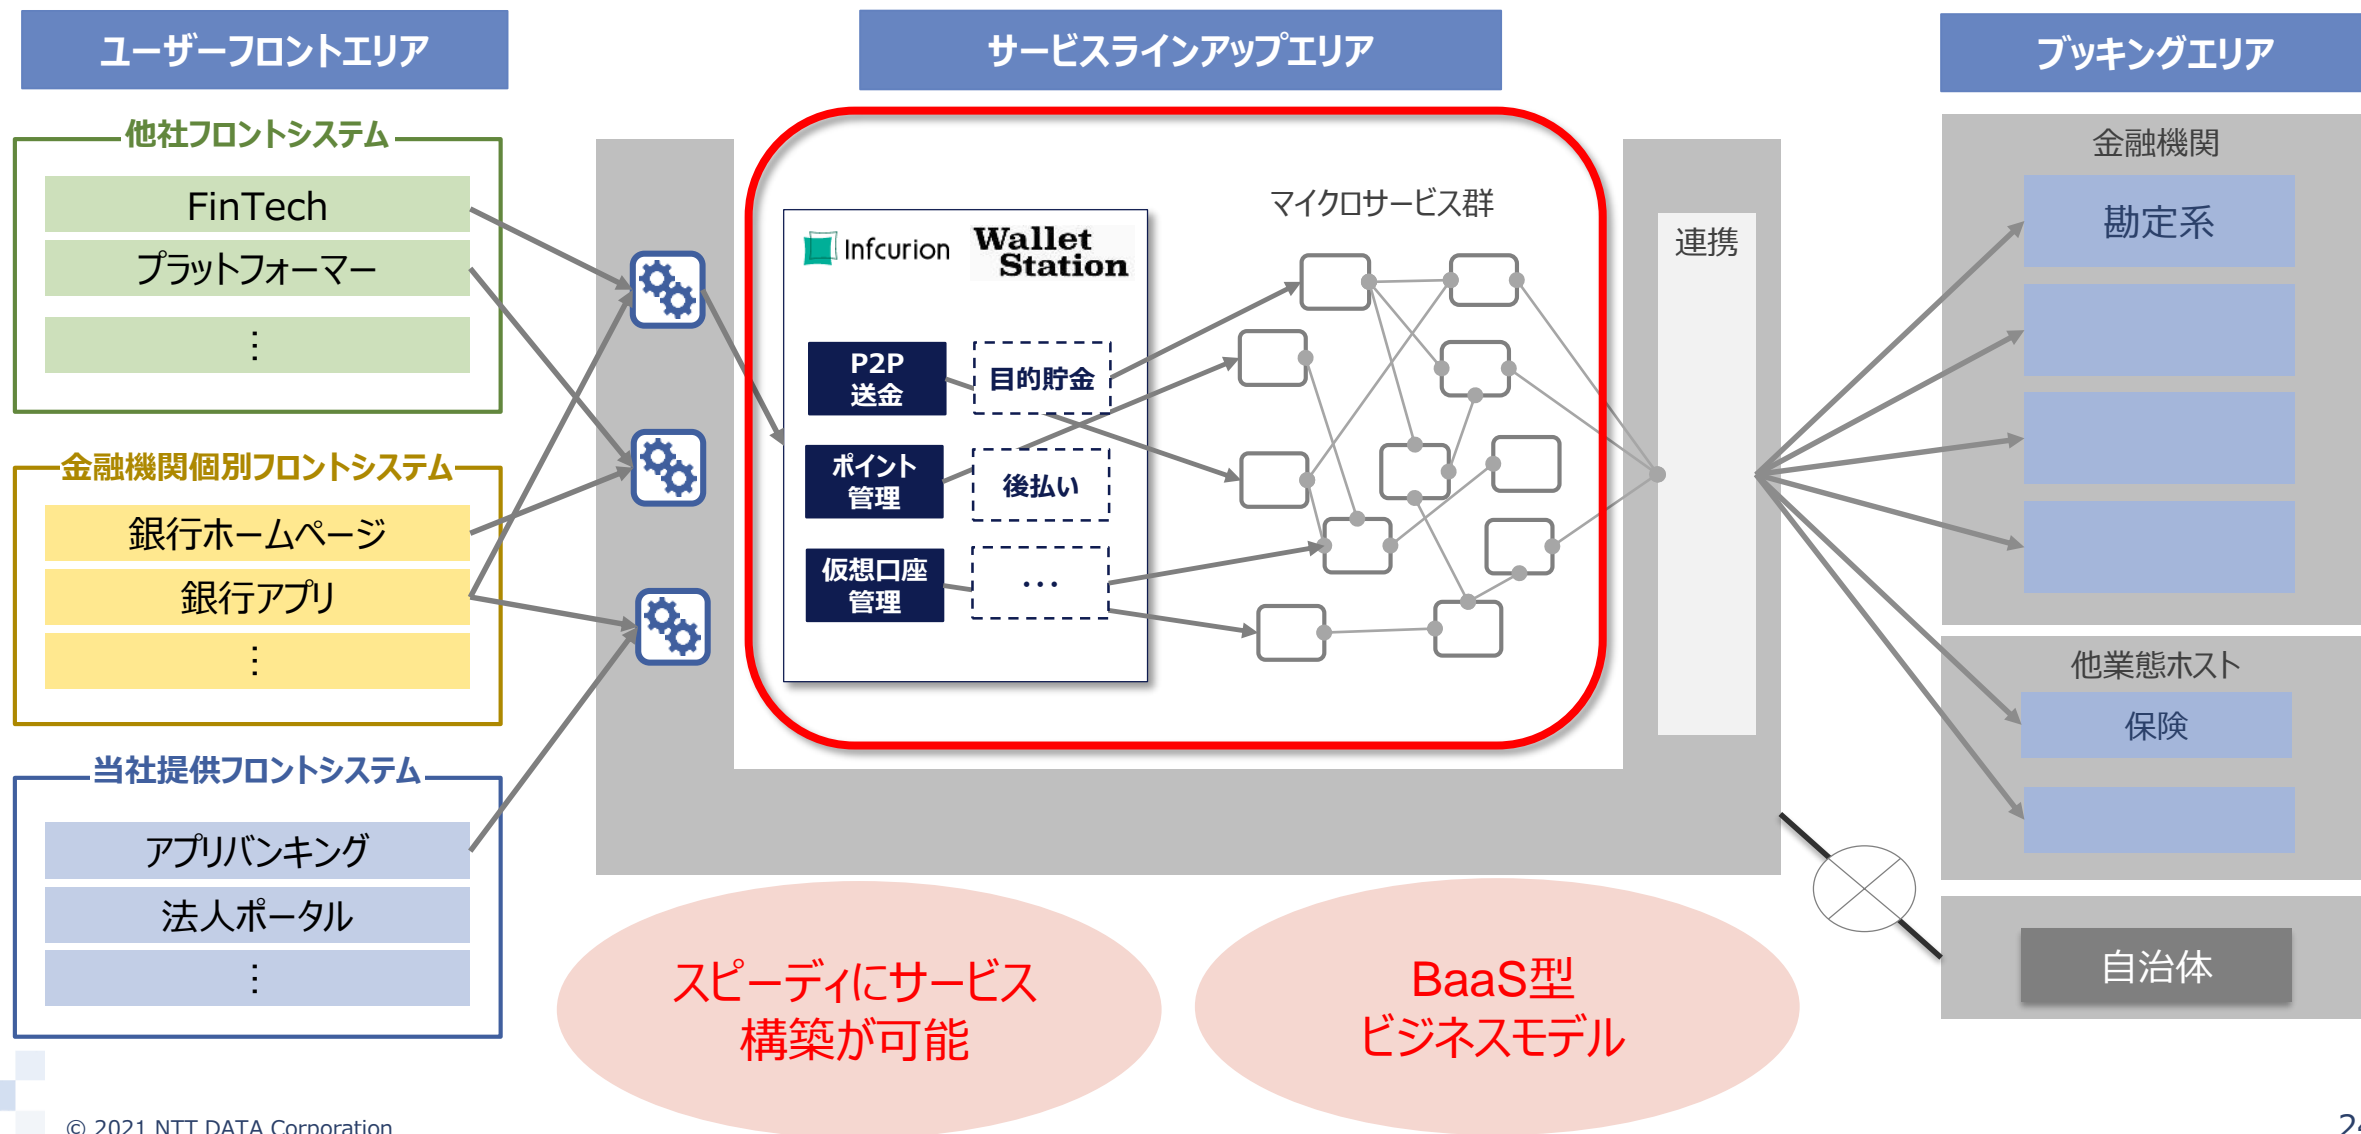 ユーザーフロントエリア
サービスラインアップエリア
ブッキングエリア
他社フロントシステム
FinTech
プラットフォーマー
⋮
金融機関個別フロントシステム
銀行ホームページ
銀行アプリ
⋮
当社提供フロントシステム
アプリバンキング
法人ポータル
⋮
Infcurion
Wallet
Station
P2P
送金
目的貯金
ポイント
管理
後払い
仮想口座
管理
・・・
マイクロサービス群
連携
金融機関
勘定系
他業態ホスト
保険
自治体
スピーディにサービス
構築が可能
BaaS型
ビジネスモデル
© 2021 NTT DATA Corporation